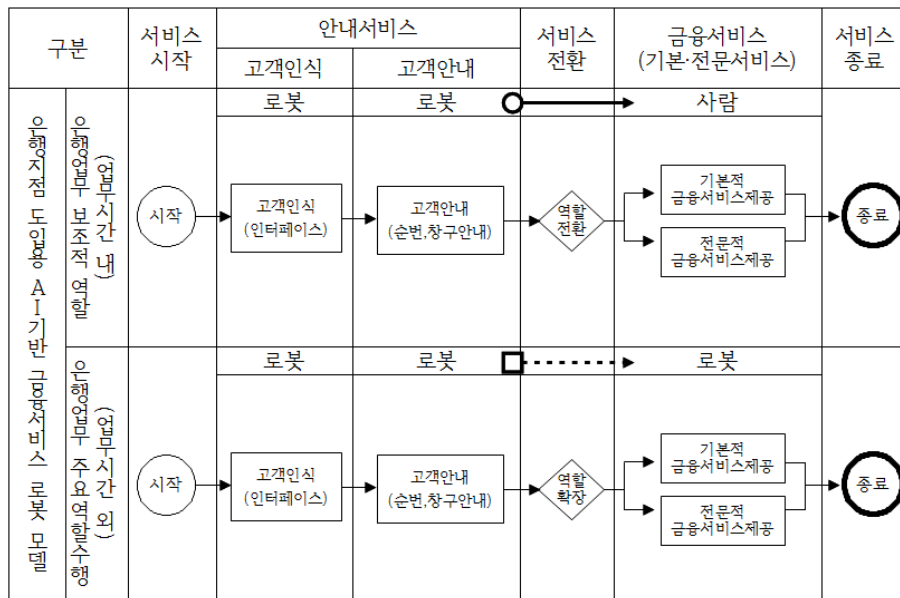 구분
서비스
시작
안내서비스
고객인식
고객안내
서비스
전환
금융서비스
(기본·전문서비스)
서비스
종료
은행지점 도입용 AI기반 금융서비스 로봇 모델
은행업무 보조적 역할
(업무시간 내)
로봇
로봇
사람
시작
고객인식
(인터페이스)
고객안내
(순번,창구안내)
역할
전환
기본적
금융서비스제공
전문적
금융서비스제공
종료
은행업무 주요역할수행
(업무시간 외)
로봇
로봇
로봇
시작
고객인식
(인터페이스)
고객안내
(순번,창구안내)
역할
확장
기본적
금융서비스제공
전문적
금융서비스제공
종료